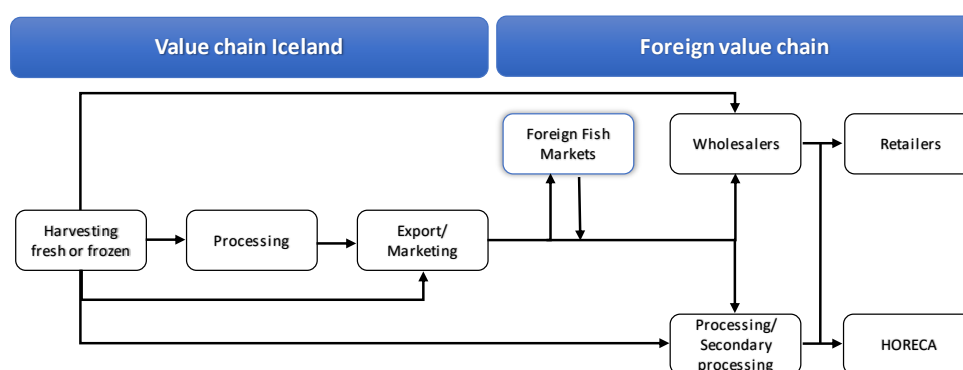 Value chain Iceland
Foreign value chain
Foreign Fish
Markets
Wholesalers
Retailers
Harvesting
fresh or frozen
Processing
Export/
Marketing
Processing/
Secondary
processing
HORECA